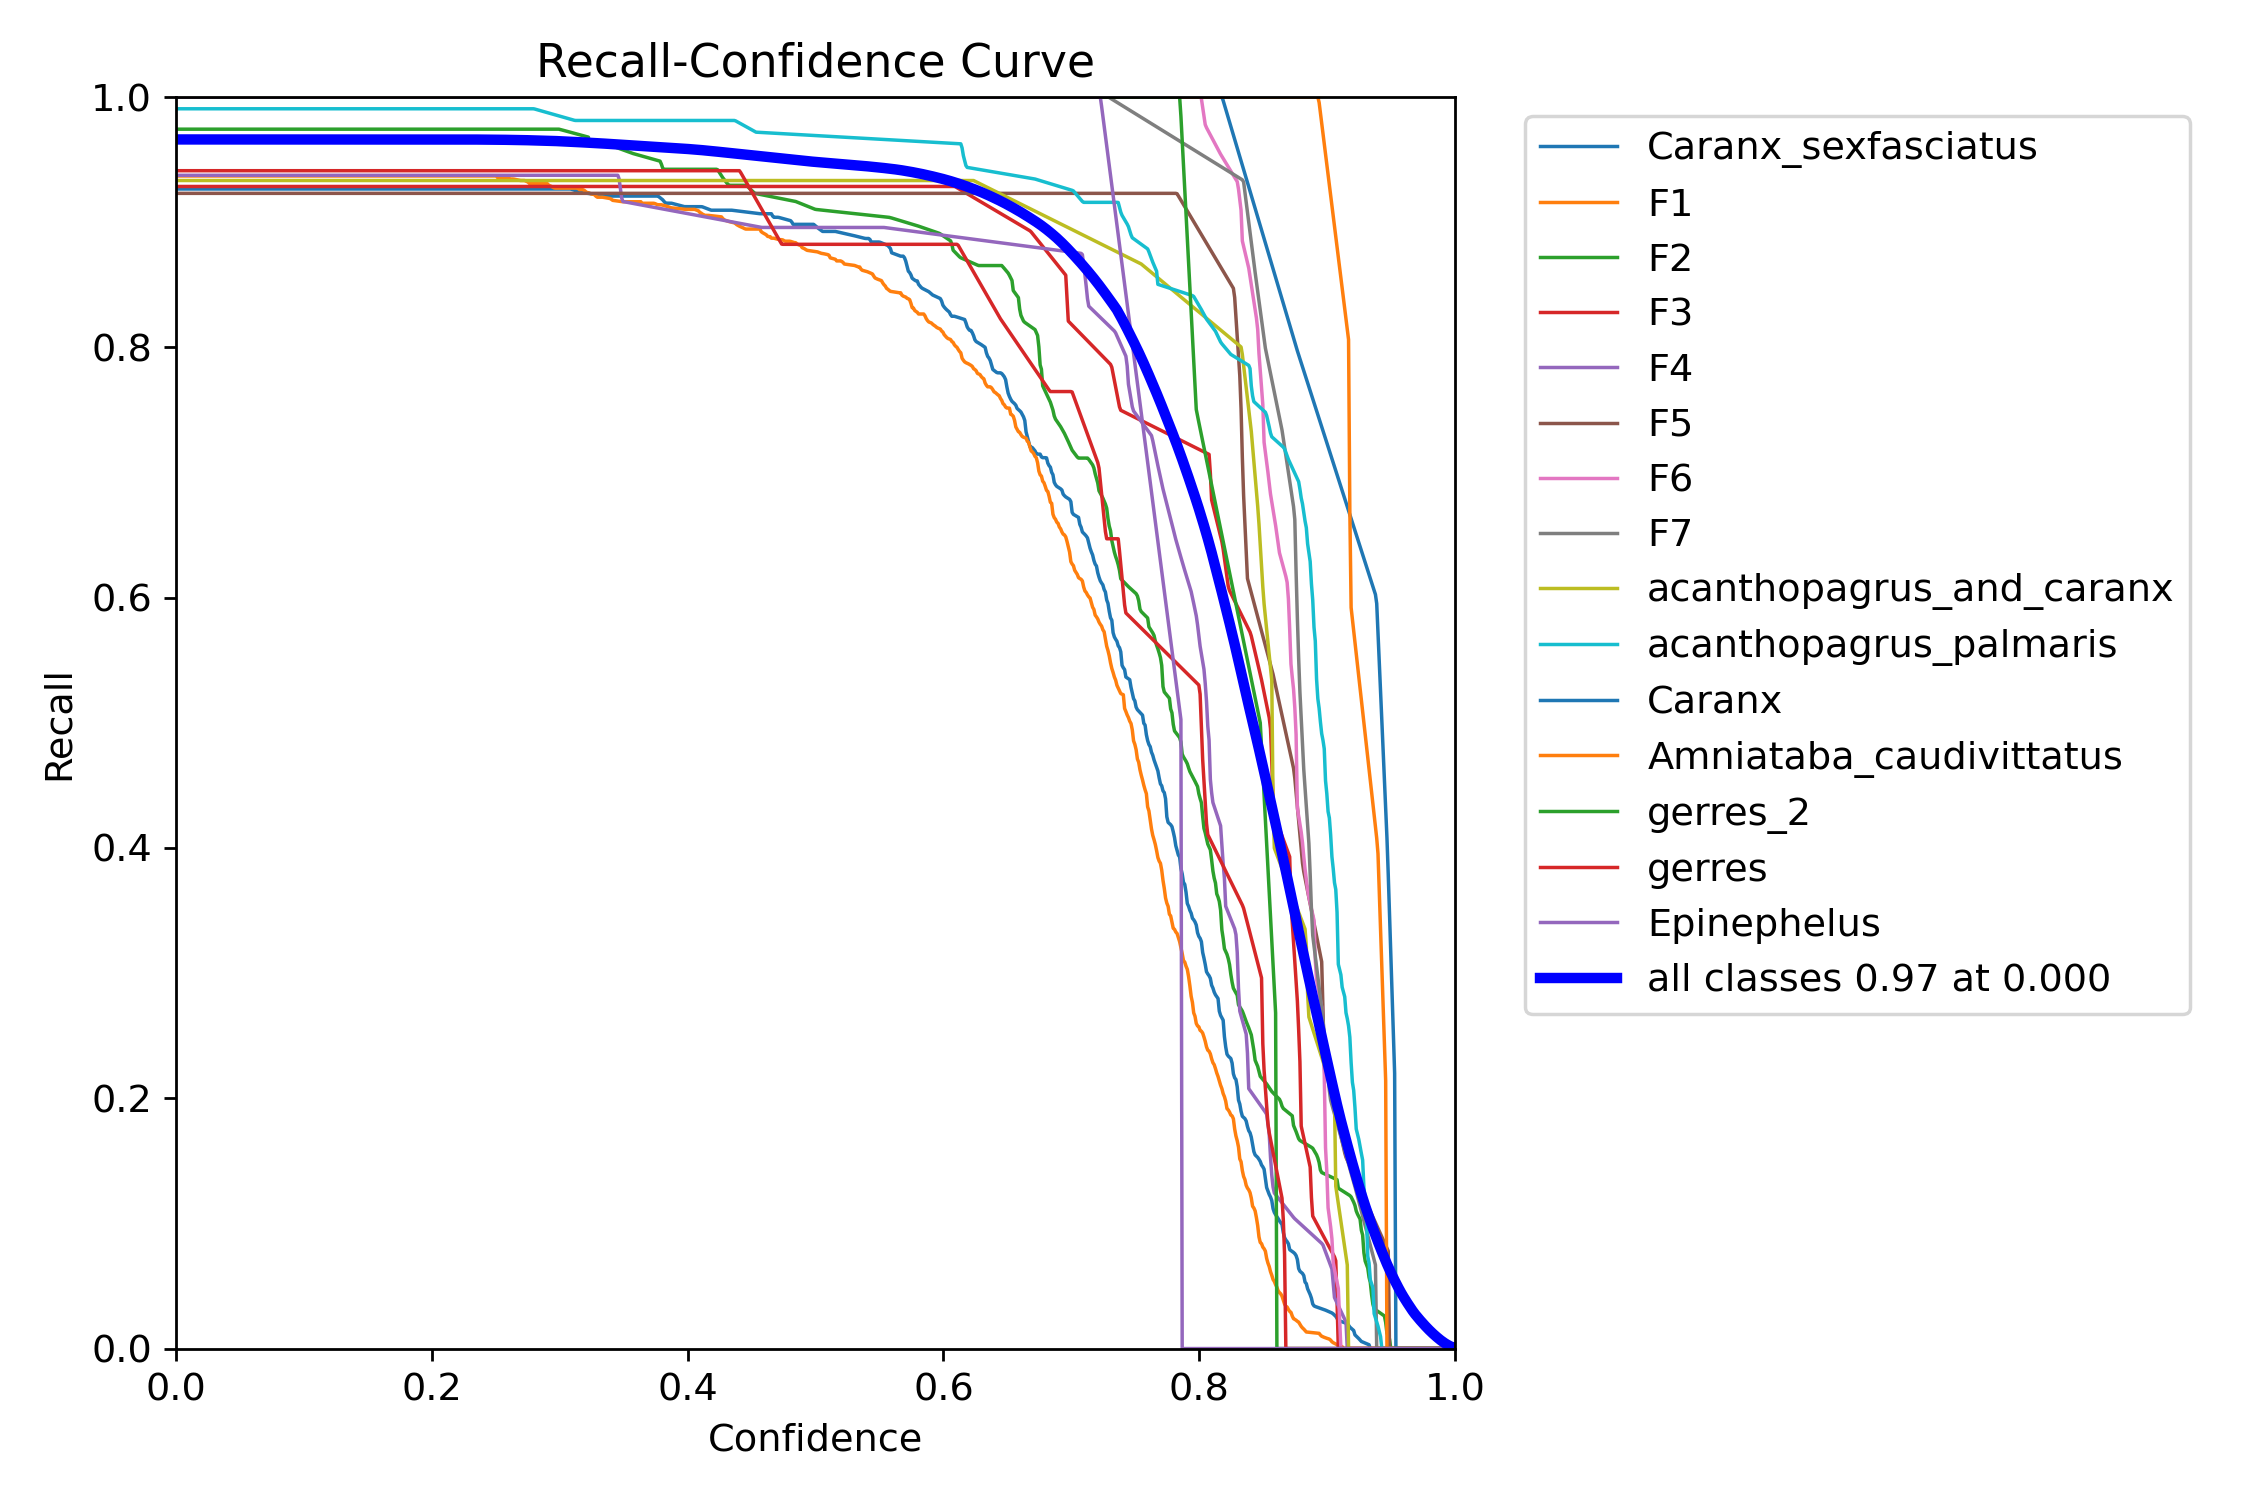 Recall-Confidence Curve
1.0
0.8
0.6
0.4
0.2
0.0
Recall
0.0 0.2 0.4 0.6 0.8 1.0
Confidence
Caranx_sexfasciatus
F1
F2
F3
F4
F5
F6
F7
acanthopagrus_and_caranx
acanthopagrus_palmaris
Caranx
Amniataba_caudivittatus
gerres_2
gerres
Epinephelus
all classes 0.97 at 0.000